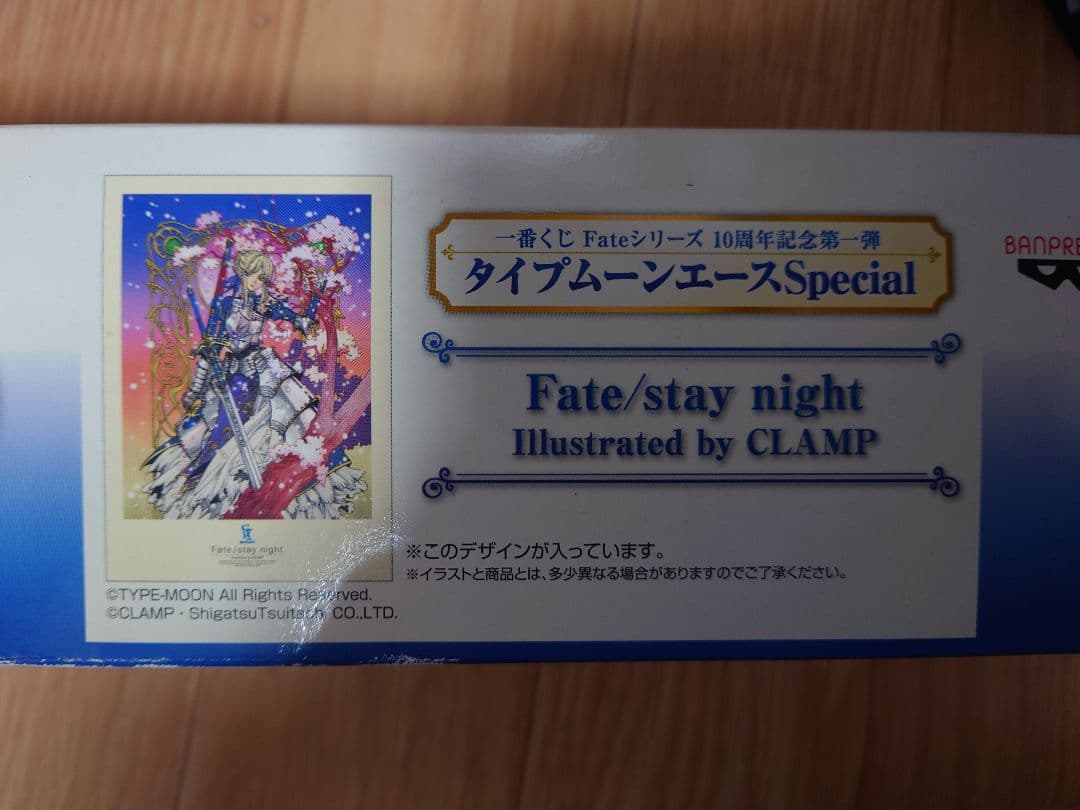 一番くじ Fateシリーズ 10周年記念第一弾
タイプムーンエースSpecial
BANPRE
Fate/stay night
Illustrated by CLAMP
Fate/stay night
※このデザインが入っています。
※イラストと商品とは、多少異なる場合がありますのでご了承ください。
©TYPE-MOON All Rights Reserved.
©CLAMP・ShigatsuTsuitachi CO.,LTD.